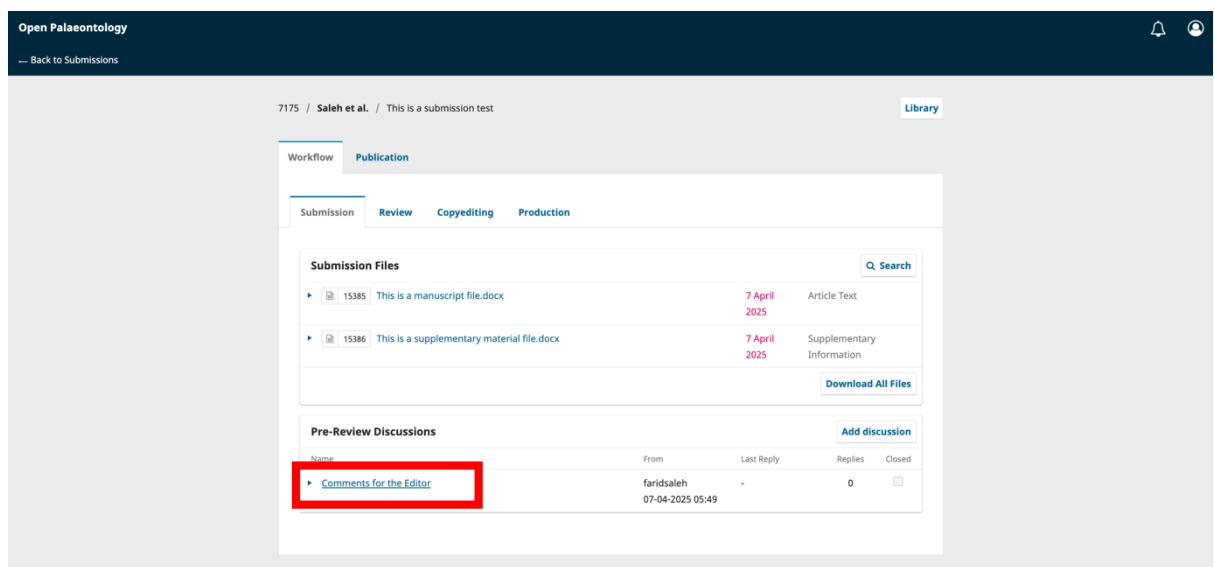 Open Palaeontology
← Back to Submissions
7175 / Saleh et al. / This is a submission test
Library
Workflow
Publication
Submission
Review
Copyediting
Production
Submission Files
Search
15385 This is a manuscript file.docx
7 April
2025
Article Text
15386 This is a supplementary material file.docx
7 April
2025
Supplementary
Information
Download All Files
Pre-Review Discussions
Add discussion
Name
From
Last Reply
Replies
Closed
Comments for the Editor
faridsaleh
07-04-2025 05:49
-
0